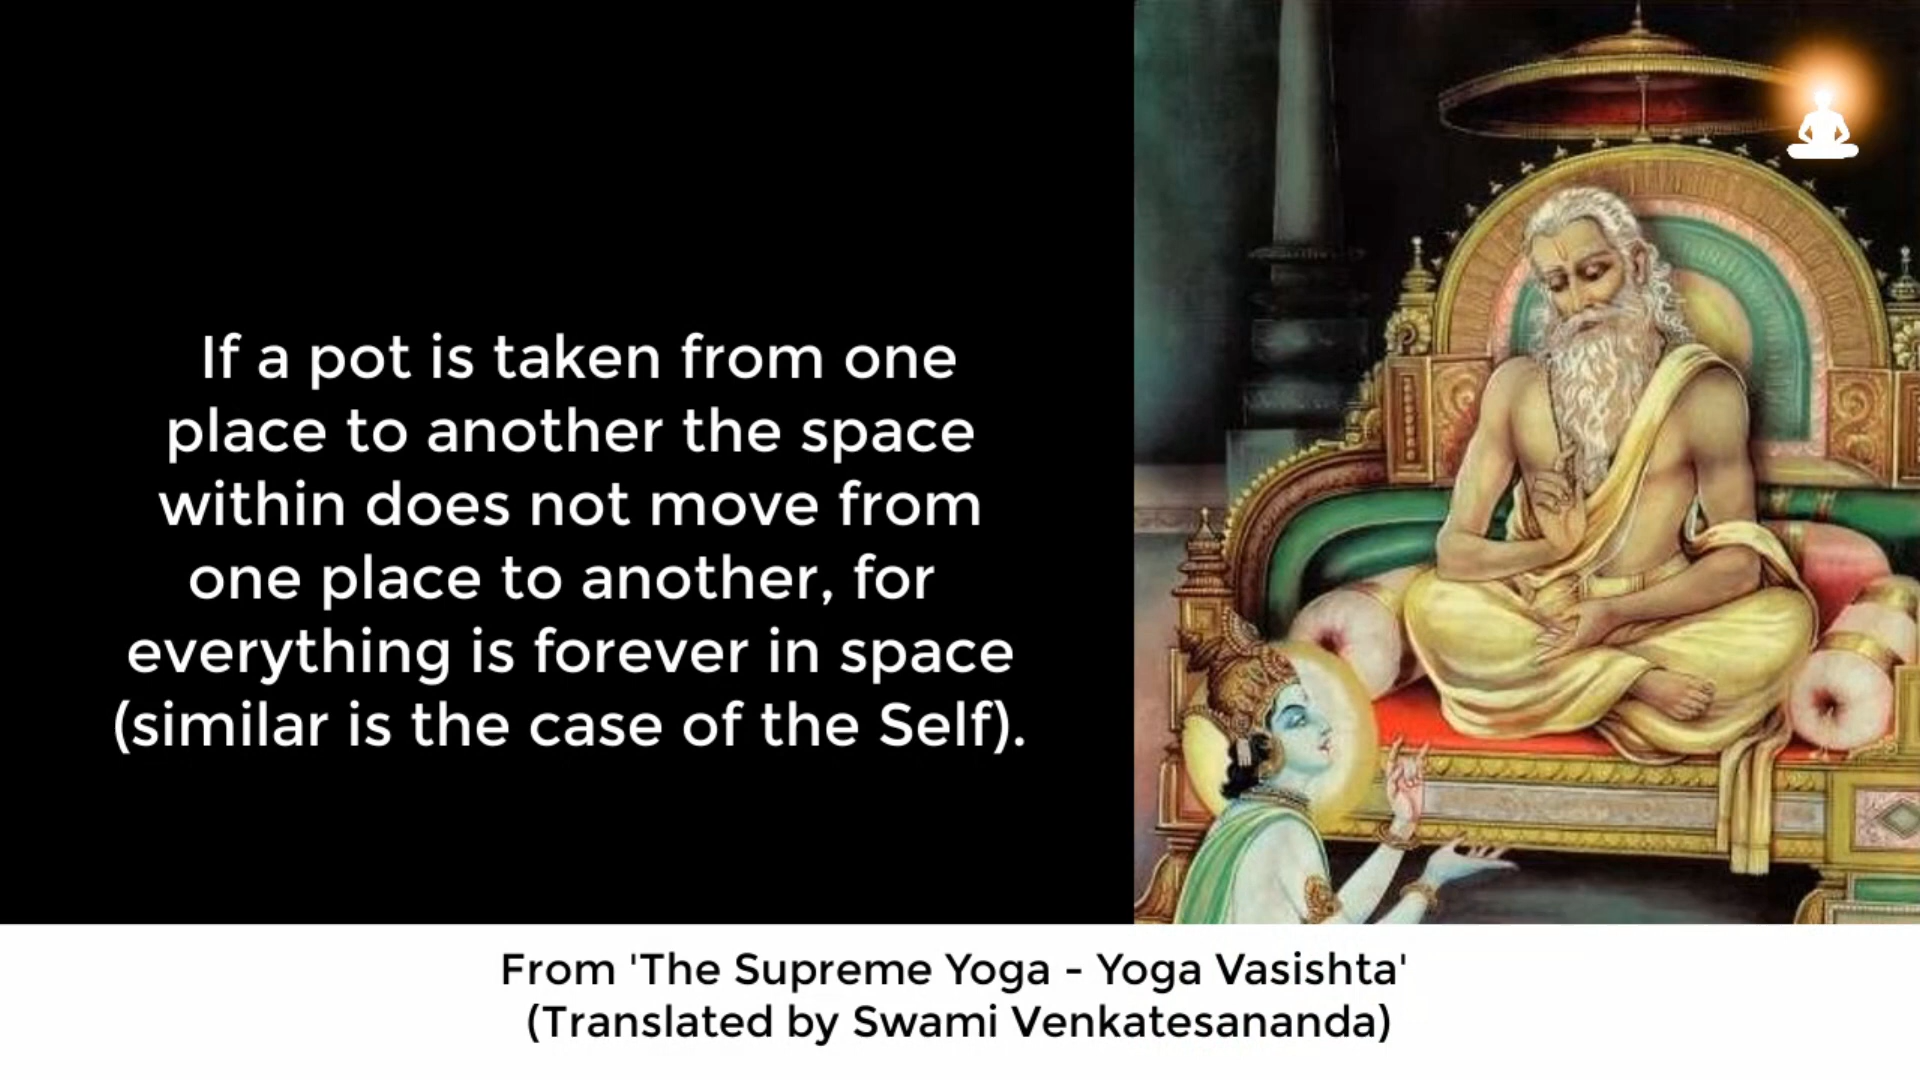 If a pot is taken from one
place to another the space
within does not move from
one place to another, for
everything is forever in space
(similar is the case of the Self).
From 'The Supreme Yoga - Yoga Vasishta'
(Translated by Swami Venkatesananda)